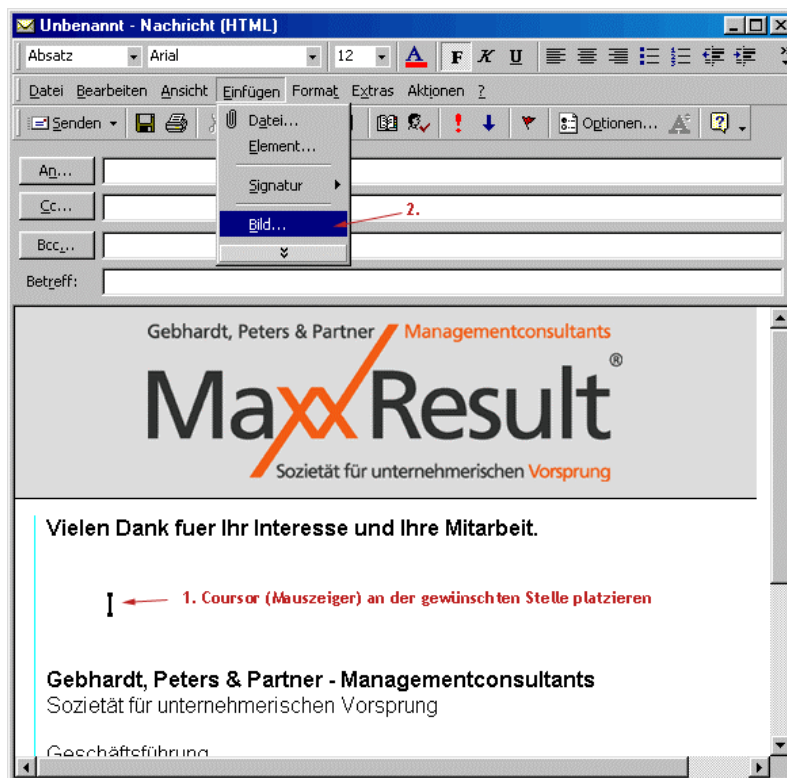 Unbenannt - Nachricht (HTML)
Absatz Arial 12 A F K U
Datei Bearbeiten Ansicht Einfügen Format Extras Aktionen ?
Senden Optionen... A
Datei...
Element...
Signatur
Bild... 2.
An...
Cc...
Bcc...
Betreff:
Gebhardt, Peters & Partner Managementconsultants
MaxxResult®
Sozietät für unternehmerischen Vorsprung
Vielen Dank fuer Ihr Interesse und Ihre Mitarbeit.
1. Coursor (Mauszeiger) an der gewünschten Stelle platzieren
Gebhardt, Peters & Partner - Managementconsultants
Sozietät für unternehmerischen Vorsprung
Geschäftsführung